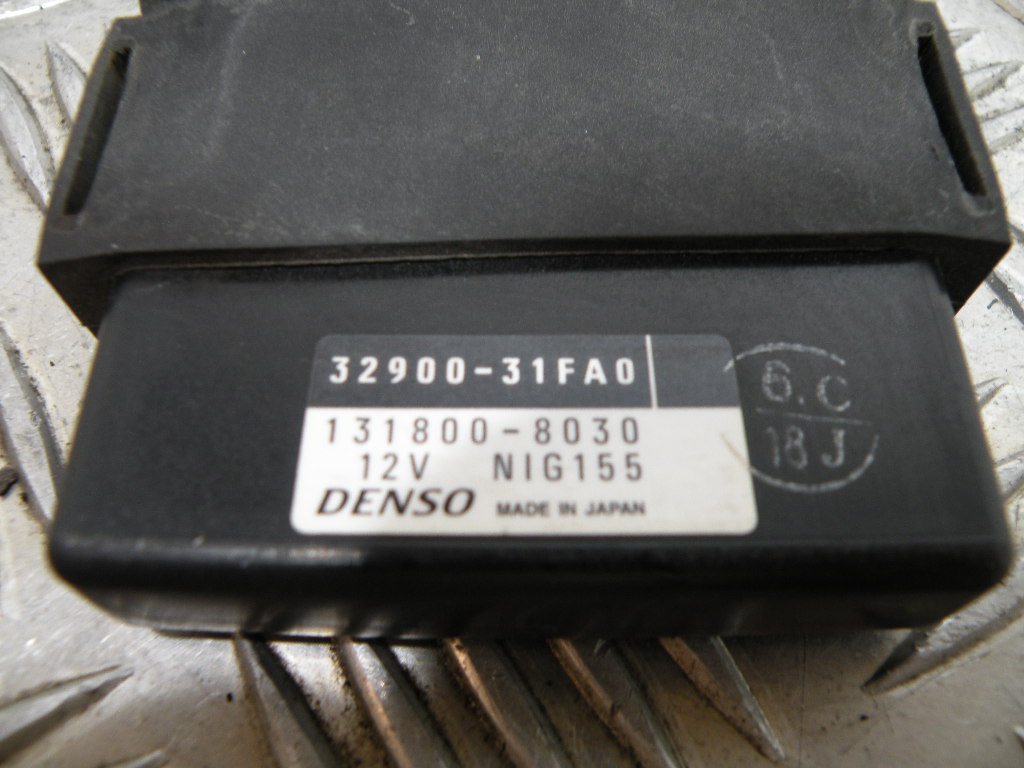 32900-31FA0
131800-8030
12V NIG155
DENSO MADE IN JAPAN
6.C
18J